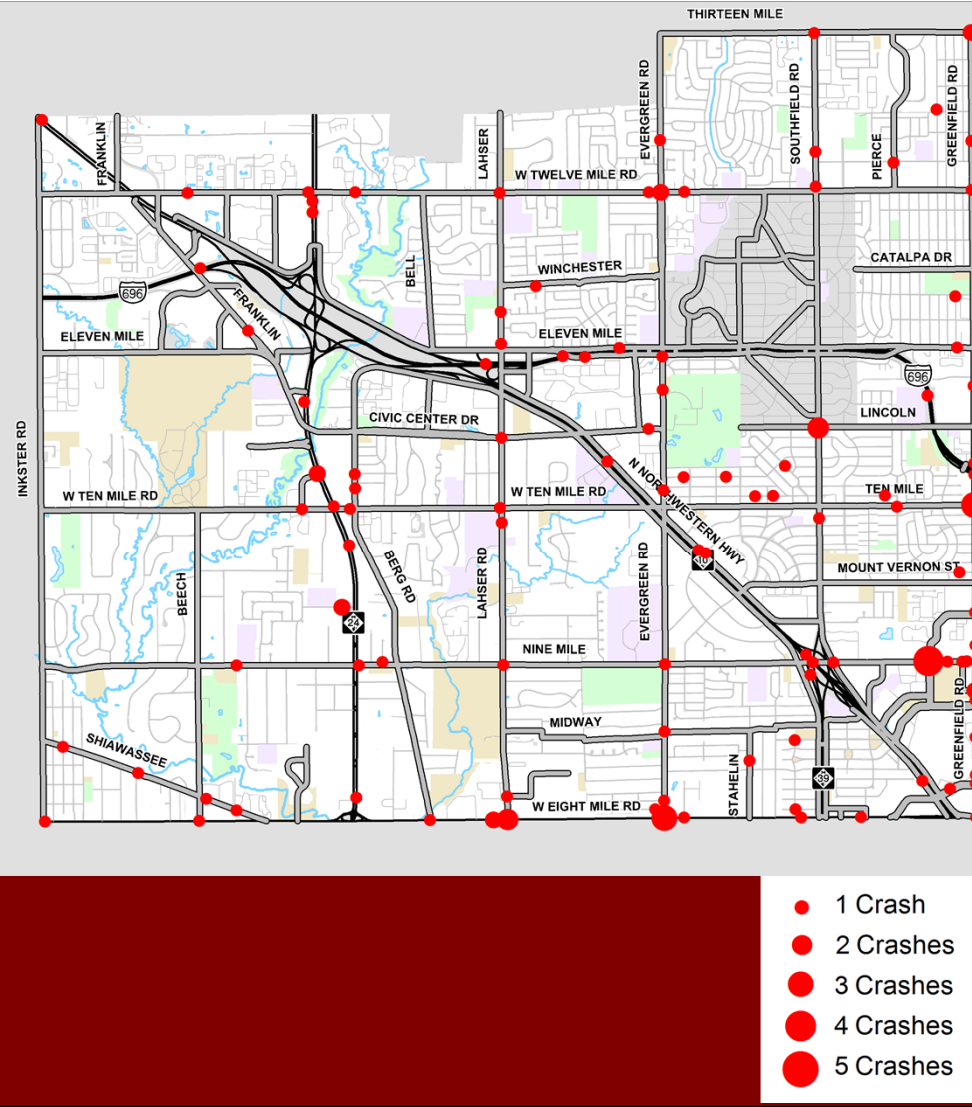 THIRTEEN MILE
FRANKLIN
LAHSER
EVERGREEN RD
SOUTHFIELD RD
PIERCE
GREENFIELD RD
W TWELVE MILE RD
BELL
WINCHESTER
CATALPA DR
696
FRANKLIN
ELEVEN MILE
ELEVEN MILE
696
CIVIC CENTER DR
LINCOLN
INKSTER RD
W TEN MILE RD
W TEN MILE RD
N NORTHWESTERN HWY
TEN MILE
10
BEECH
BERG RD
LAHSER RD
EVERGREEN RD
MOUNT VERNON ST
24
NINE MILE
GREENFIELD RD
MIDWAY
SHIAWASSEE
STAHELIN
39
W EIGHT MILE RD
1 Crash
2 Crashes
3 Crashes
4 Crashes
5 Crashes